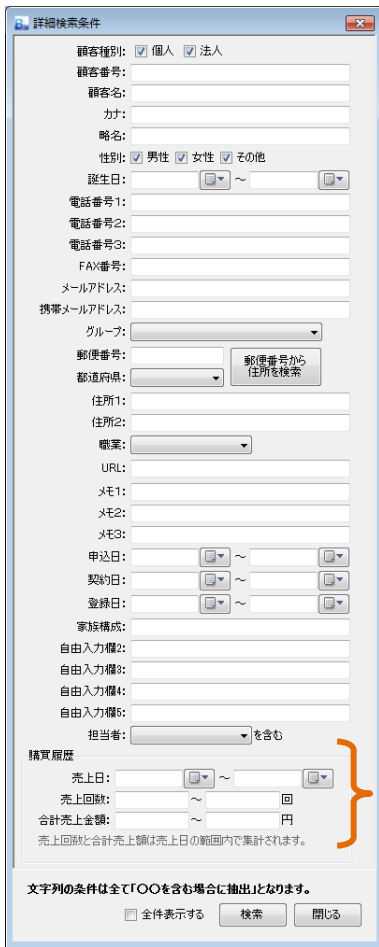 詳細検索条件
顧客種別: 個人 法人
顧客番号:
顧客名:
カナ:
略名:
性別: 男性 女性 その他
誕生日: ～
電話番号1:
電話番号2:
電話番号3:
FAX番号:
メールアドレス:
携帯メールアドレス:
グループ:
郵便番号:
郵便番号から
住所を検索
都道府県:
住所1:
住所2:
職業:
URL:
メモ1:
メモ2:
メモ3:
申込日: ～
契約日: ～
登録日: ～
家族構成:
自由入力欄2:
自由入力欄3:
自由入力欄4:
自由入力欄5:
担当者: を含む
購買履歴
売上日: ～
売上回数: ～ 回
合計売上金額: ～ 円
売上回数と合計売上額は売上日の範囲内で集計されます。
文字列の条件は全て「〇〇を含む場合に抽出」となります。
全件表示する 検索 閉じる